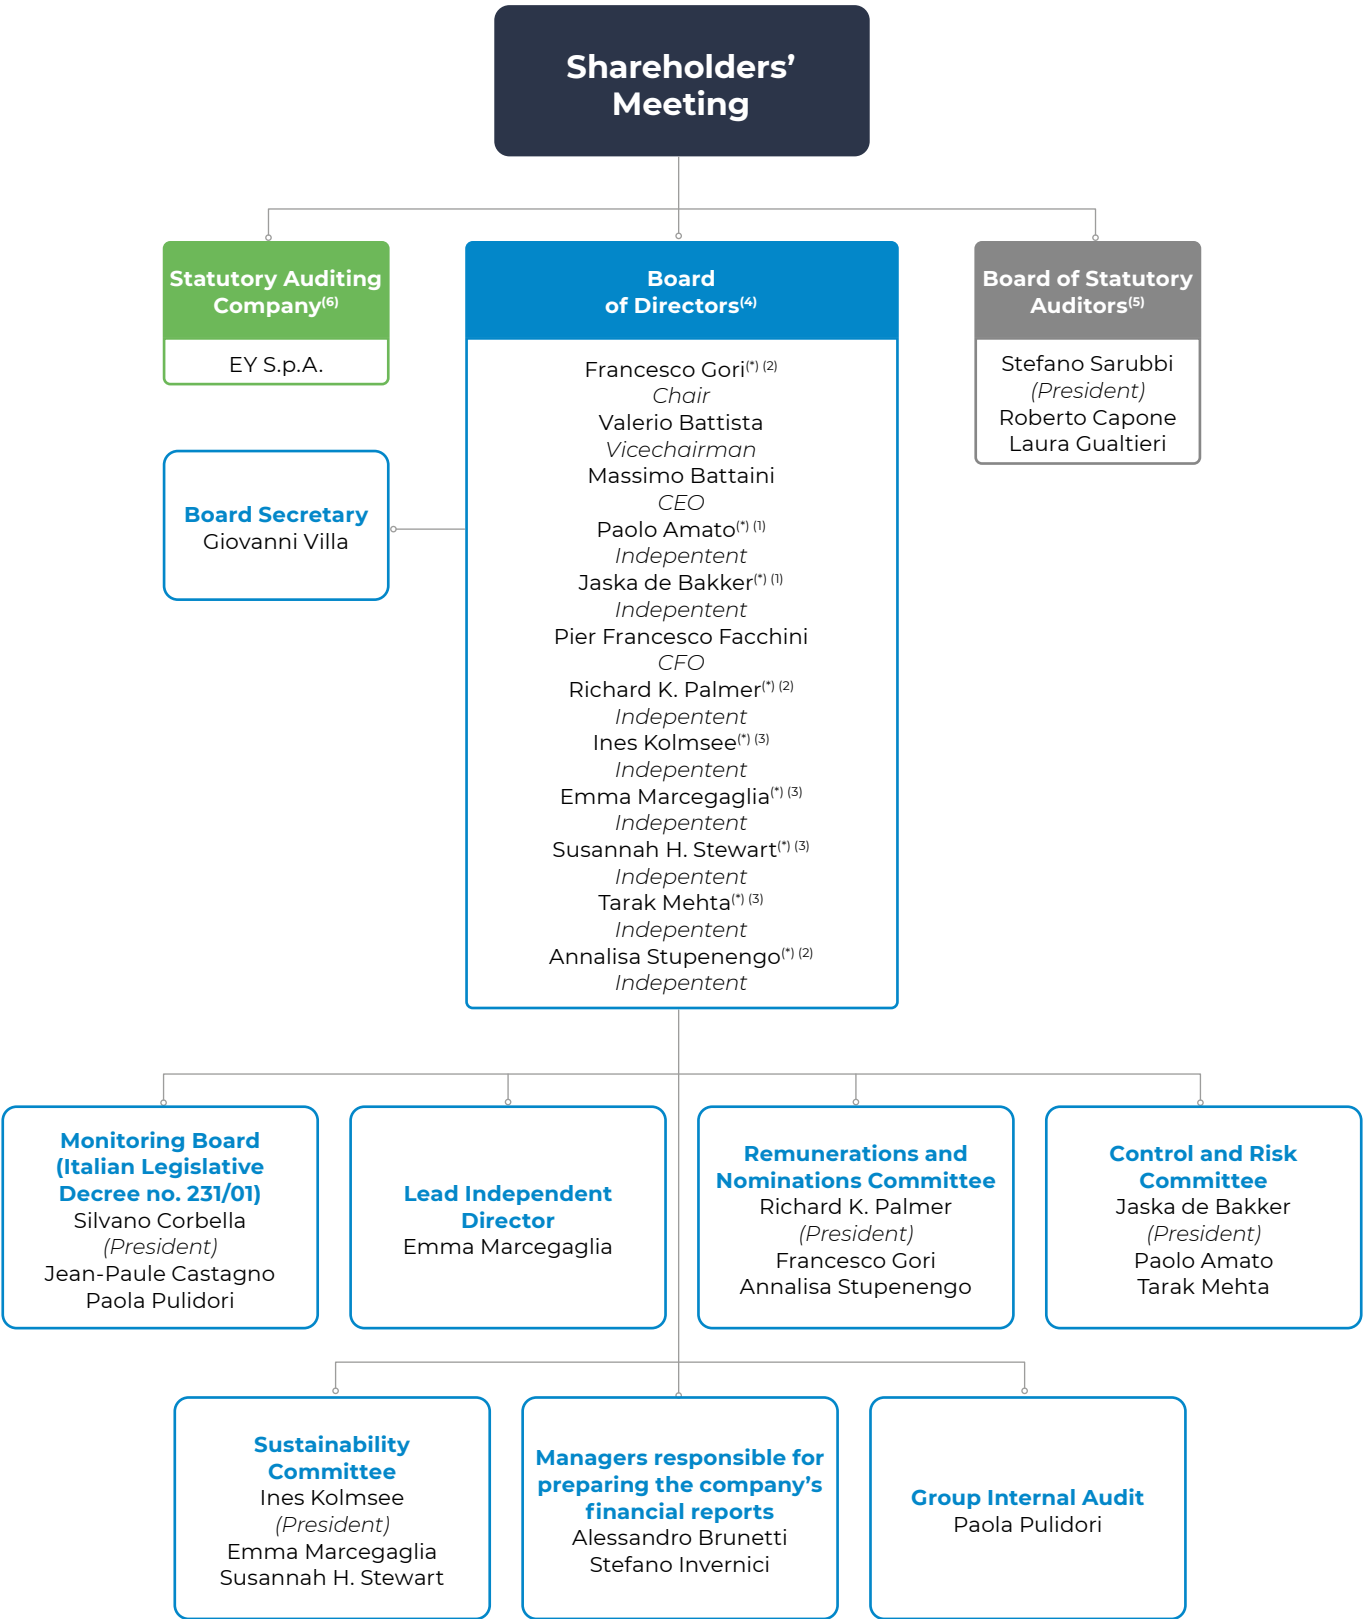 Shareholders’
Meeting
Statutory Auditing
Company(6)
EY S.p.A.
Board
of Directors(4)
Francesco Gori(*) (2)
Chair
Valerio Battista
Vicechairman
Massimo Battaini
CEO
Paolo Amato(*) (1)
Indepentent
Jaska de Bakker(*) (1)
Indepentent
Pier Francesco Facchini
CFO
Richard K. Palmer(*) (2)
Indepentent
Ines Kolmsee(*) (3)
Indepentent
Emma Marcegaglia(*) (3)
Indepentent
Susannah H. Stewart(*) (3)
Indepentent
Tarak Mehta(*) (3)
Indepentent
Annalisa Stupenengo(*) (2)
Indepentent
Board of Statutory
Auditors(5)
Stefano Sarubbi
(President)
Roberto Capone
Laura Gualtieri
Board Secretary
Giovanni Villa
Monitoring Board
(Italian Legislative
Decree no. 231/01)
Silvano Corbella
(President)
Jean-Paule Castagno
Paola Pulidori
Lead Independent
Director
Emma Marcegaglia
Remunerations and
Nominations Committee
Richard K. Palmer
(President)
Francesco Gori
Annalisa Stupenengo
Control and Risk
Committee
Jaska de Bakker
(President)
Paolo Amato
Tarak Mehta
Sustainability
Committee
Ines Kolmsee
(President)
Emma Marcegaglia
Susannah H. Stewart
Managers responsible for
preparing the company’s
financial reports
Alessandro Brunetti
Stefano Invernici
Group Internal Audit
Paola Pulidori